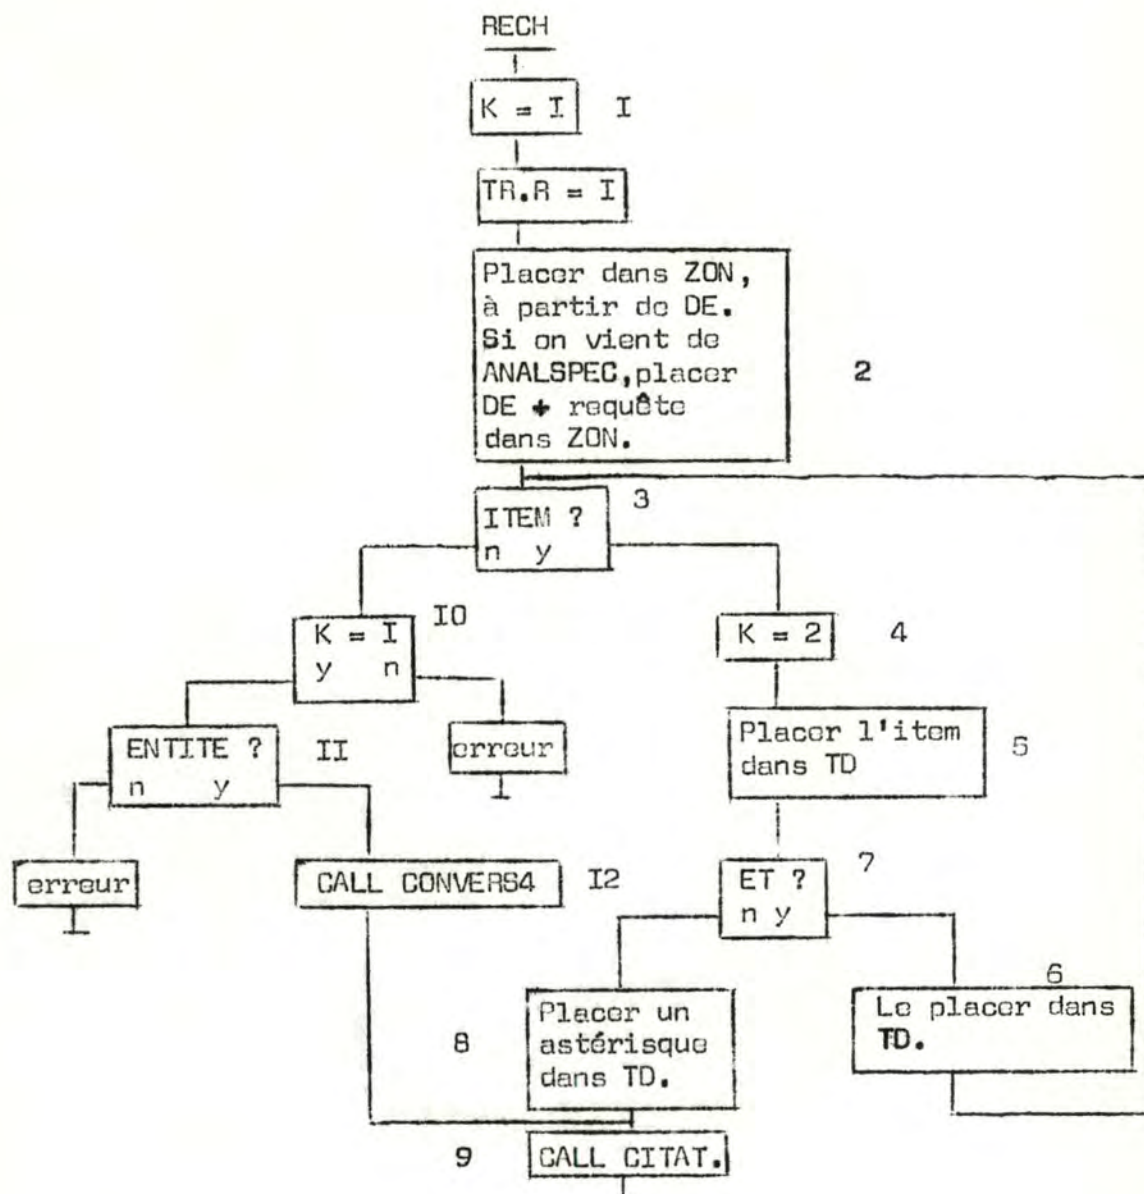 RECH
K = I I
TR.R = I
Placer dans ZON,
à partir de DE.
Si on vient de
ANALSPEC,placer
DE + requête
dans ZON.
2
3
ITEM ?
n y
K = I
y n
IO
K = 2 4
ENTITE ?
n y
II
erreur
Placer l'item
dans TD
5
erreur
CALL CONVERS4 I2
ET ?
n y
7
6
Placer un
astérisque
dans TD.
8
Le placer dans
TD.
9 CALL CITAT.